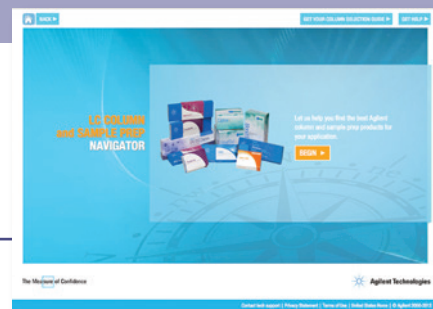 BACK
GET YOUR COLUMN SELECTION GUIDE
GET HELP
LC COLUMN
and SAMPLE PREP
NAVIGATOR
Let us help you find the best Agilent
column and sample prep products for
your application.
BEGIN
The Measure of Confidence
Agilent Technologies
Contact tech support | Privacy Statement | Terms of Use | United States Home | © Agilent 2000-2013